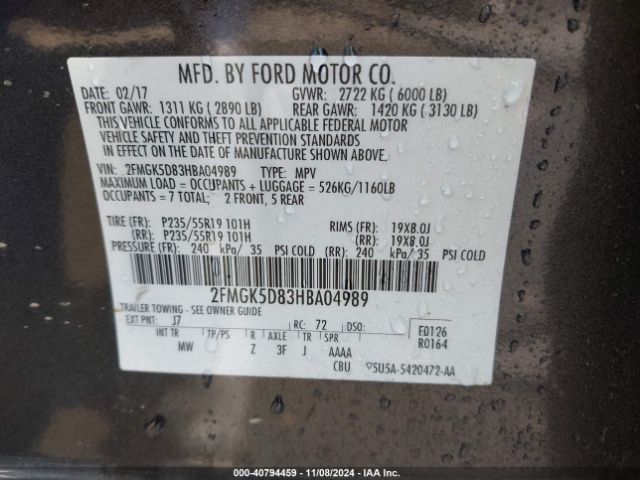 MFD. BY FORD MOTOR CO.
DATE: 02/17 GVWR: 2722 KG ( 6000 LB)
FRONT GAWR: 1311 KG ( 2890 LB) REAR GAWR: 1420 KG ( 3130 LB)
THIS VEHICLE CONFORMS TO ALL APPLICABLE FEDERAL MOTOR
VEHICLE SAFETY AND THEFT PREVENTION STANDARDS
IN EFFECT ON THE DATE OF MANUFACTURE SHOWN ABOVE.
VIN: 2FMGK5D83HBA04989 TYPE: MPV
MAXIMUM LOAD = OCCUPANTS + LUGGAGE = 526KG/1160LB
OCCUPANTS = 7 TOTAL; 2 FRONT, 5 REAR
TIRE (FR): P235/55R19 101H RIMS (FR): 19X8.0J
(RR): P235/55R19 101H (RR): 19X8.0J
PRESSURE (FR): 240 kPa/ 35 PSI COLD (RR): 240 kPa/ 35 PSI COLD
2FMGK5D83HBA04989
TRAILER TOWING - SEE OWNER GUIDE
EXT PNT: J7 RC: 72 DSO: F0126
INT TR TP/PS R AXLE TR SPR R0164
MW Z 3F J AAAA
CBU 5U5A-5420472-AA
000-40794459 - 11/08/2024 - IAA Inc.